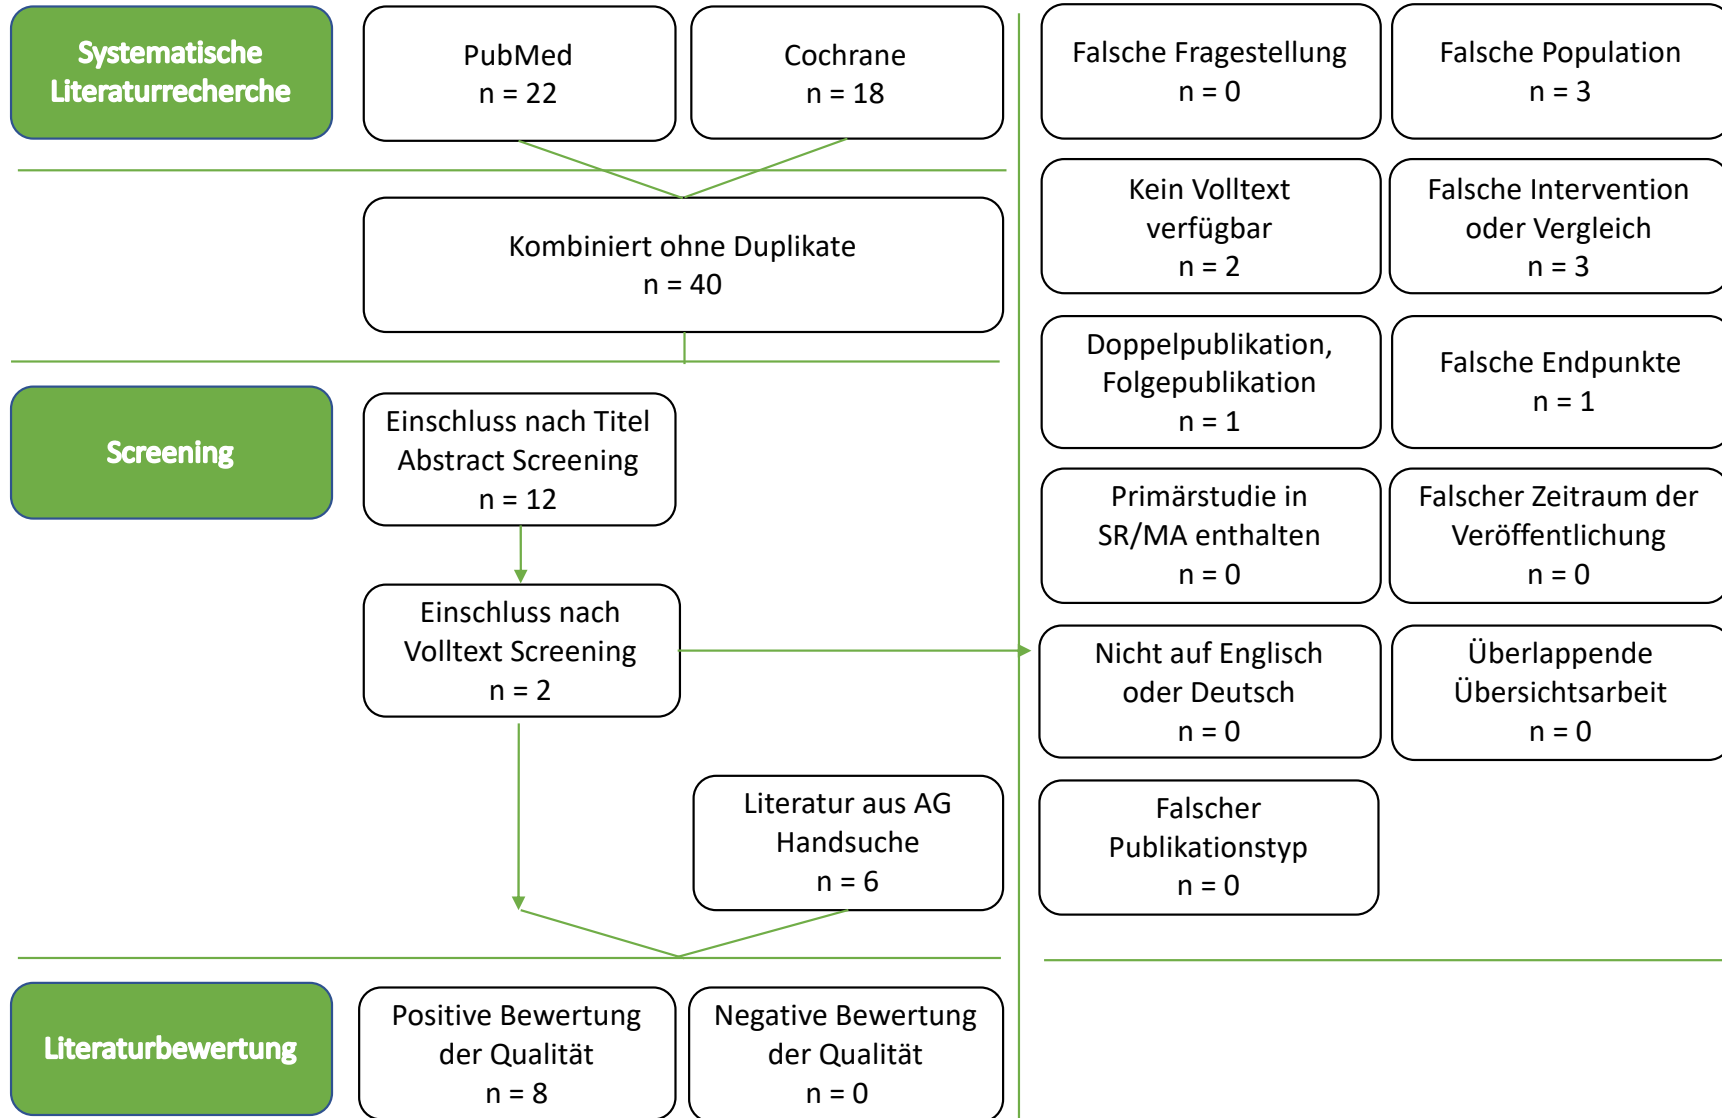 Systematische
Literaturrecherche
PubMed
n = 22
Cochrane
n = 18
Kombiniert ohne Duplikate
n = 40
Screening
Einschluss nach Titel
Abstract Screening
n = 12
Einschluss nach
Volltext Screening
n = 2
Literatur aus AG
Handsuche
n = 6
Literaturbewertung
Positive Bewertung
der Qualität
n = 8
Negative Bewertung
der Qualität
n = 0
Falsche Fragestellung
n = 0
Falsche Population
n = 3
Kein Volltext
verfügbar
n = 2
Falsche Intervention
oder Vergleich
n = 3
Doppelpublikation,
Folgepublikation
n = 1
Falsche Endpunkte
n = 1
Primärstudie in
SR/MA enthalten
n = 0
Falscher Zeitraum der
Veröffentlichung
n = 0
Nicht auf Englisch
oder Deutsch
n = 0
Überlappende
Übersichtsarbeit
n = 0
Falscher
Publikationstyp
n = 0